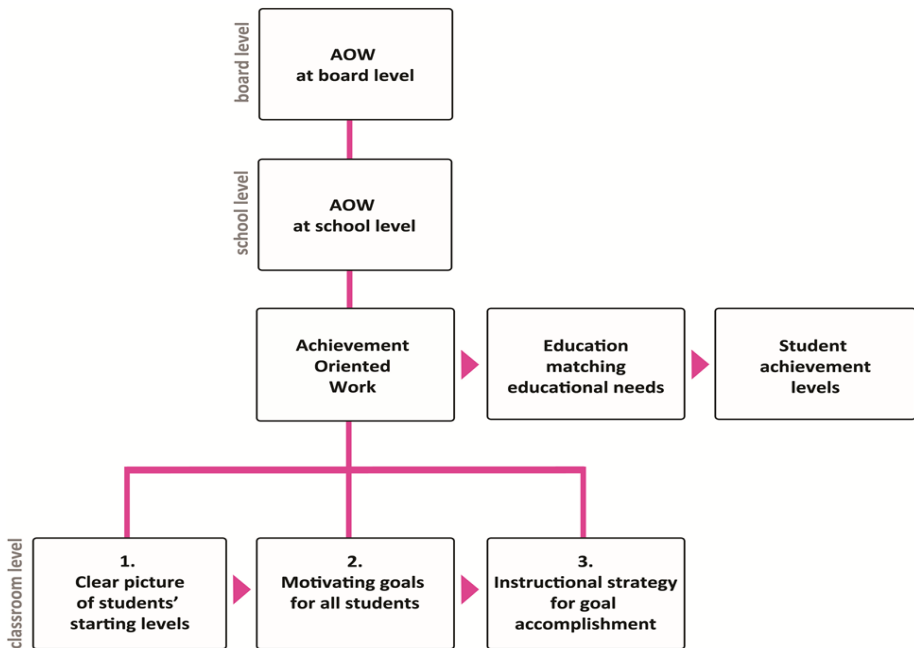 board level
AOW
at board level
school level
AOW
at school level
Achievement
Oriented
Work
Education
matching
educational needs
Student
achievement
levels
classroom level
1.
Clear picture
of students’
starting levels
2.
Motivating goals
for all students
3.
Instructional strategy
for goal
accomplishment